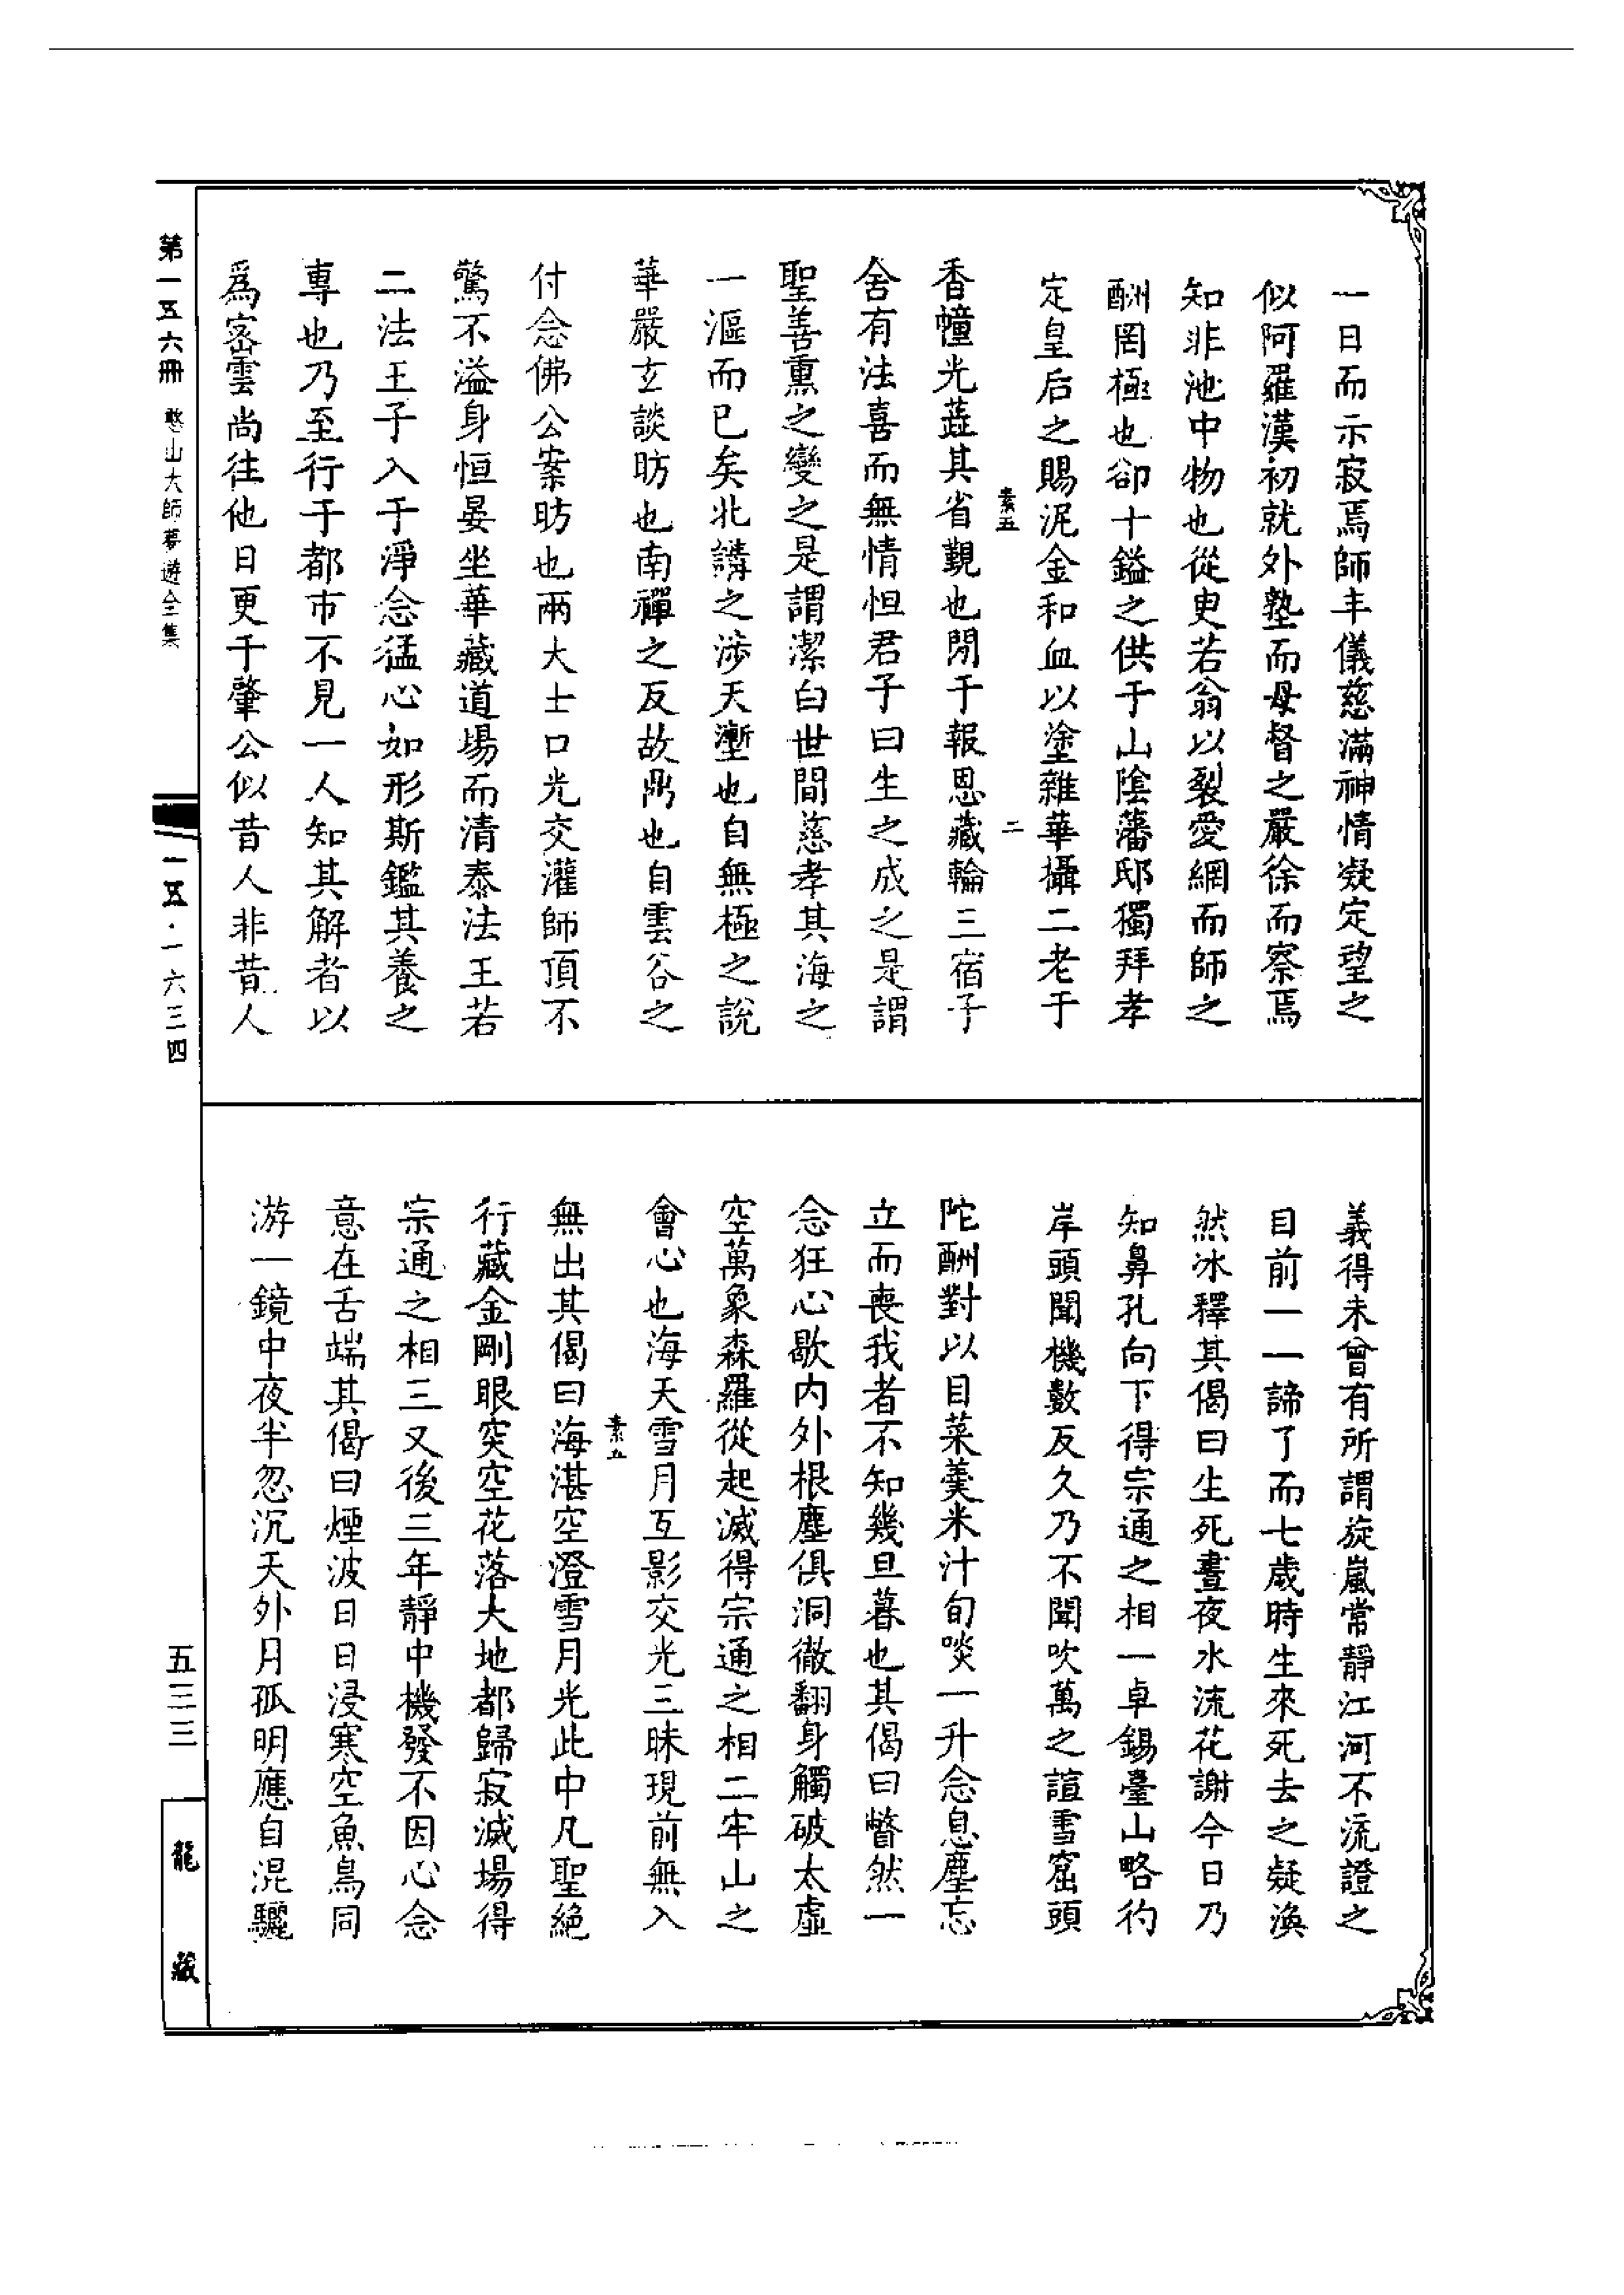 一日而示寂焉師丰儀慈滿神情凝定望之
似阿羅漢初就外塾而母督之嚴徐而察焉
知非池中物也從史若翁以裂愛網而師之
酬罔極也卻十鎰之供于山陰藩邸獨拜孝
定皇后之賜泥金和血以塗雜華攝二老于
素五 二
香幢光蕋其省覲也閒千報恩藏輪三宿子
舍有法喜而無情怛君子曰生之成之是謂
聖善熏之變之是謂潔白世間慈孝其海之
一漚而已矣北講之涉天壍也自無極之說
華嚴玄談昉也南禪之反故鼎也自雲谷之
付念佛公案昉也兩大士口光交灌師頂不
驚不溢身恒晏坐華藏道場而清泰法王若
二法王子入于淨念猛心如形斯鑑其養之
專也乃至行于都市不見一人知其解者以
爲密雲尚往他日更千肇公似昔人非昔人
義得未曾有所謂旋嵐常靜江河不流證之
目前一一諦了而七歲時生來死去之疑渙
然冰釋其偈曰生死晝夜水流花謝今日乃
知鼻孔向下得宗通之相一卓錫臺山略彴
岸頭聞機數反久乃不聞吹萬之諠雪窟頭
陀酬對以目菜羹米汁旬啖一升念息塵忘
立而喪我者不知幾旦暮也其偈曰瞥然一
念狂心歇内外根塵俱洞徹翻身觸破太虛
空萬象森羅從起滅得宗通之相二牢山之
會心也海天雪月互影交光三昧現前無入
素五
無出其偈曰海湛空澄雪月光此中凡聖絕
行藏金剛眼突空花落大地都歸寂滅場得
宗通之相三又後三年靜中機發不因心念
意在舌端其偈曰煙波日日浸寒空魚鳥同
游一鏡中夜半忽沉天外月孤明應自混驪
第一五六冊 憨山大師夢遊全集
一五·一六三四
五三三
龍藏